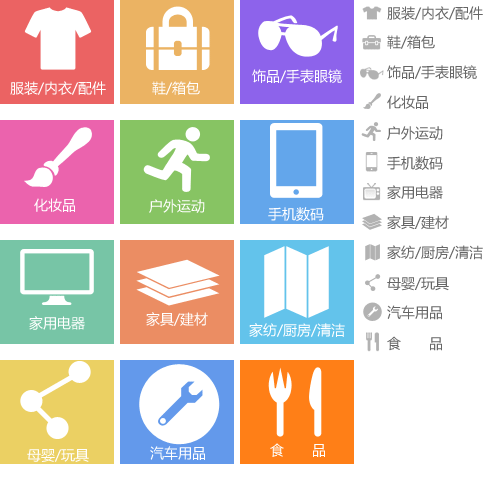 服装/内衣/配件
鞋/箱包
饰品/手表眼镜
化妆品
户外运动
手机数码
家用电器
家具/建材
家纺/厨房/清洁
母婴/玩具
汽车用品
食 品
服装/内衣/配件
鞋/箱包
饰品/手表眼镜
化妆品
户外运动
手机数码
家用电器
家具/建材
家纺/厨房/清洁
母婴/玩具
汽车用品
食 品